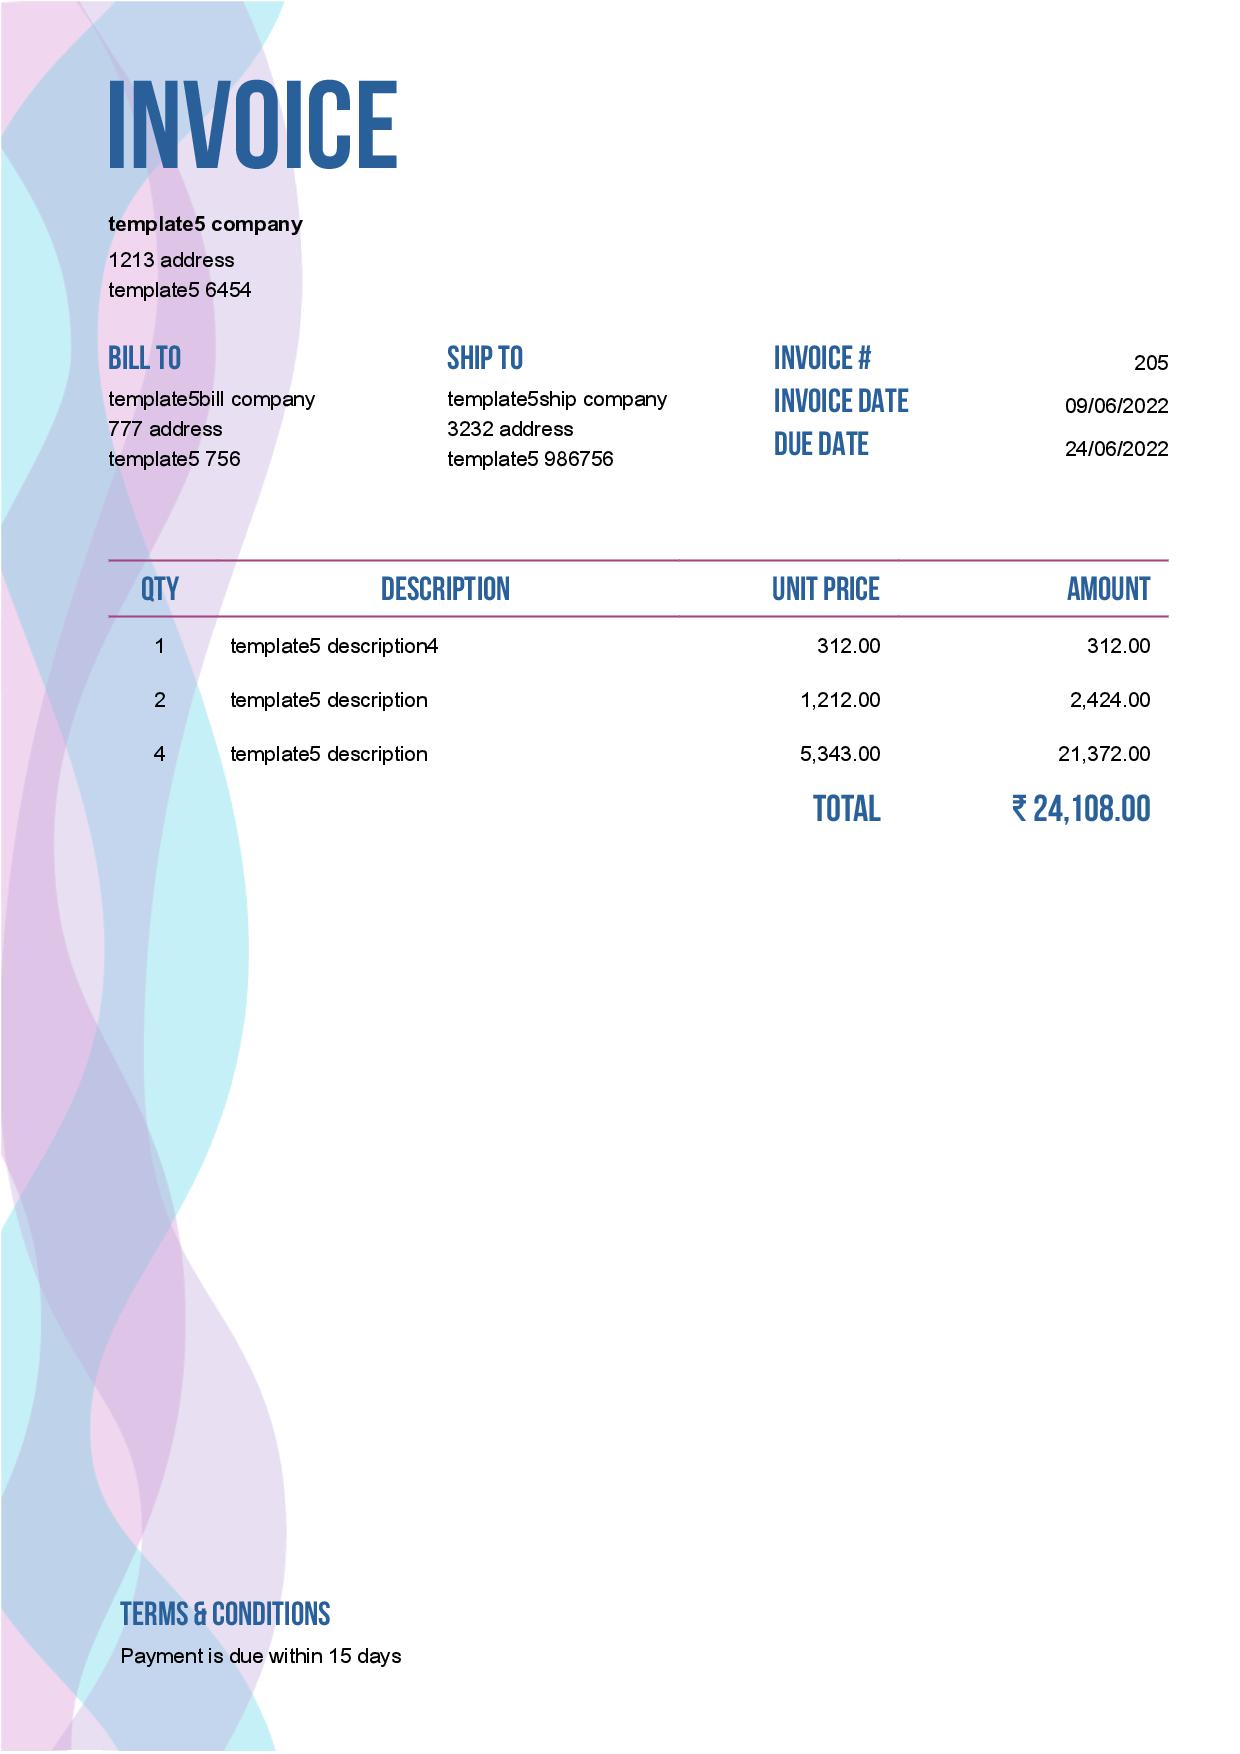 INVOICE
template5 company
1213 address
template5 6454
BILL TO
template5bill company
777 address
template5 756
SHIP TO
template5ship company
3232 address
template5 986756
INVOICE # 205
INVOICE DATE 09/06/2022
DUE DATE 24/06/2022
QTY DESCRIPTION UNIT PRICE AMOUNT
1 template5 description4 312.00 312.00
2 template5 description 1,212.00 2,424.00
4 template5 description 5,343.00 21,372.00
TOTAL ₹ 24,108.00
TERMS & CONDITIONS
Payment is due within 15 days